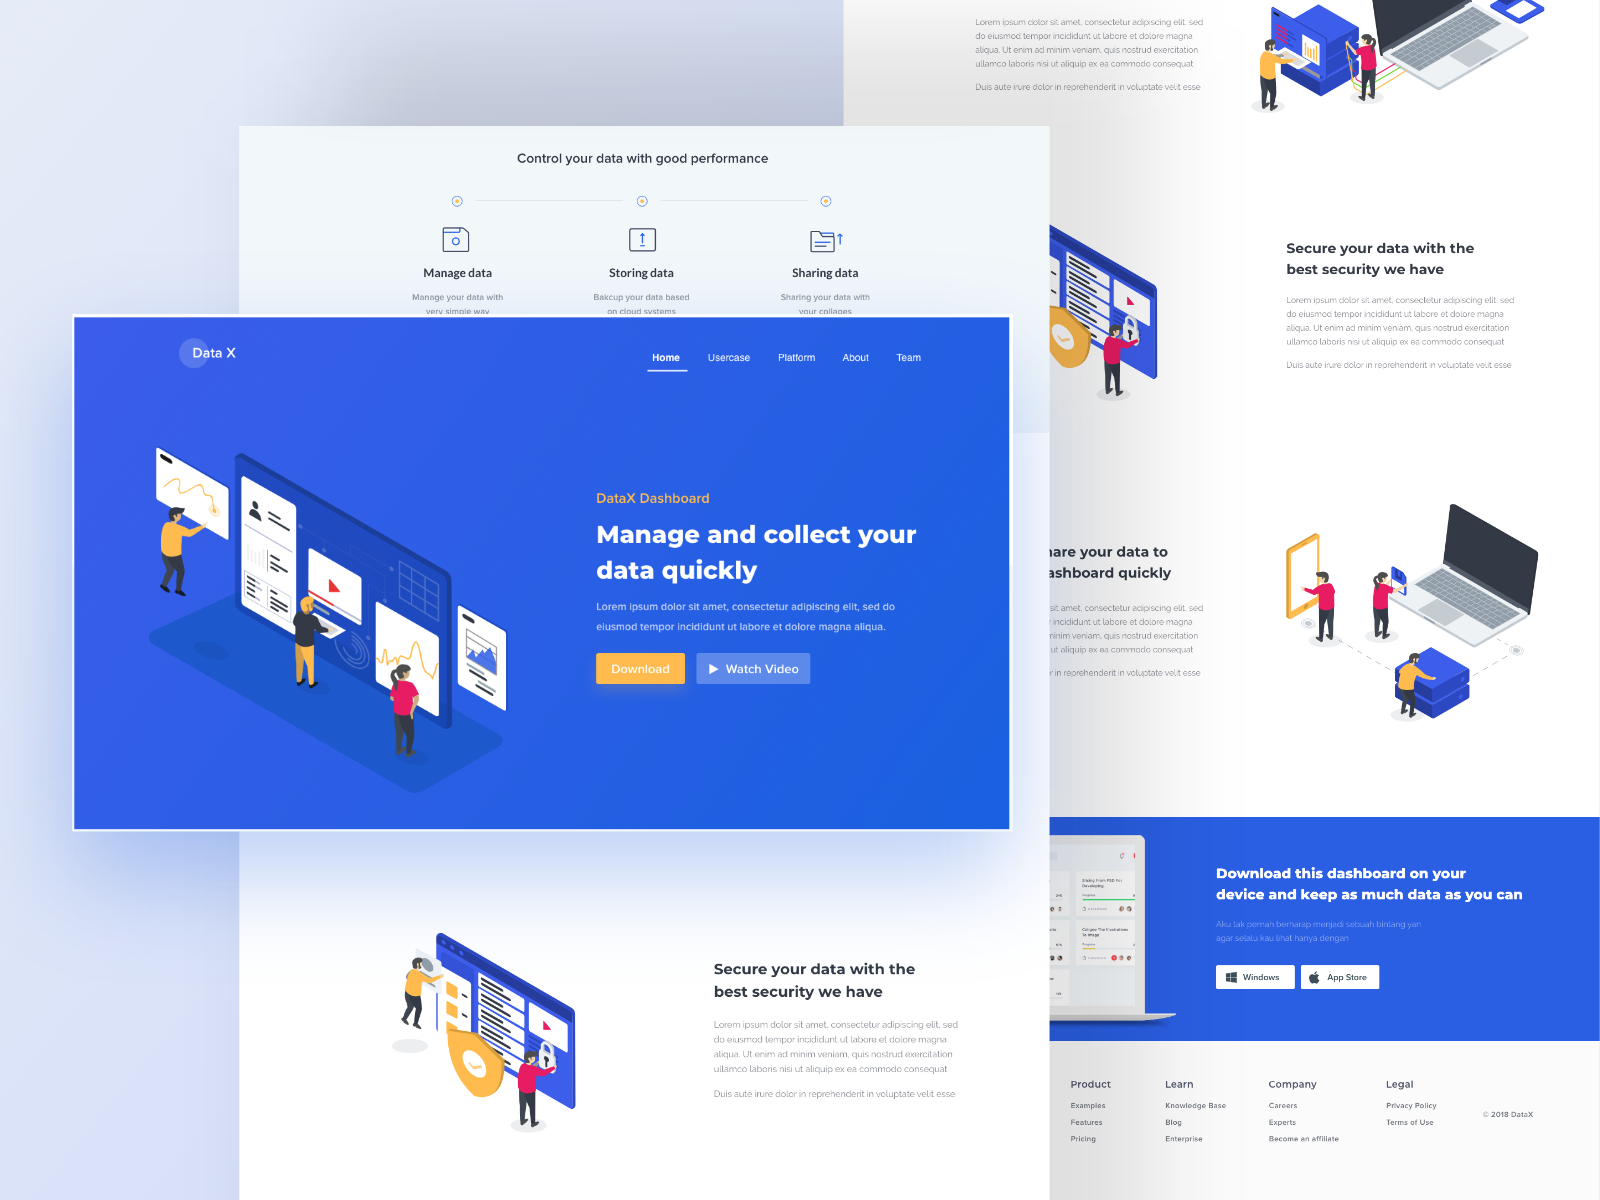 Lorem ipsum dolor sit amet, consectetur adipiscing elit, sed
do eiusmod tempor incididunt ut labore et dolore magna
aliqua. Ut enim ad minim veniam, quis nostrud exercitation
ullamco laboris nisi ut aliquip ex ea commodo consequat
Duis aute irure dolor in reprehenderit in voluptate velit esse
Control your data with good performance
Manage data
Storing data
Sharing data
Manage your data with
very simple way
Bakcup your data based
on cloud systems
Sharing your data with
your collages
Data X
Home
Usercase
Platform
About
Team
DataX Dashboard
Manage and collect your
data quickly
Lorem ipsum dolor sit amet, consectetur adipiscing elit, sed do
eiusmod tempor incididunt ut labore et dolore magna aliqua.
Download
Watch Video
Secure your data with the
best security we have
Lorem ipsum dolor sit amet, consectetur adipiscing elit, sed
do eiusmod tempor incididunt ut labore et dolore magna
aliqua. Ut enim ad minim veniam, quis nostrud exercitation
ullamco laboris nisi ut aliquip ex ea commodo consequat
Duis aute irure dolor in reprehenderit in voluptate velit esse
Secure your data with the
best security we have
Lorem ipsum dolor sit amet, consectetur adipiscing elit, sed
do eiusmod tempor incididunt ut labore et dolore magna
aliqua. Ut enim ad minim veniam, quis nostrud exercitation
ullamco laboris nisi ut aliquip ex ea commodo consequat
Duis aute irure dolor in reprehenderit in voluptate velit esse
hare your data to
ashboard quickly
sit amet, consectetur adipiscing elit, sed
incididunt ut labore et dolore magna
minim veniam, quis nostrud exercitation
ut aliquip ex ea commodo consequat
r in reprehenderit in voluptate velit esse
Download this dashboard on your
device and keep as much data as you can
Aku tak pernah berharap menjadi sebuah bintang yan
agar selalu kau lihat hanya dengan
Windows
App Store
Product
Examples
Features
Pricing
Learn
Knowledge Base
Blog
Enterprise
Company
Careers
Experts
Become an affiliate
Legal
Privacy Policy
Terms of Use
© 2018 DataX